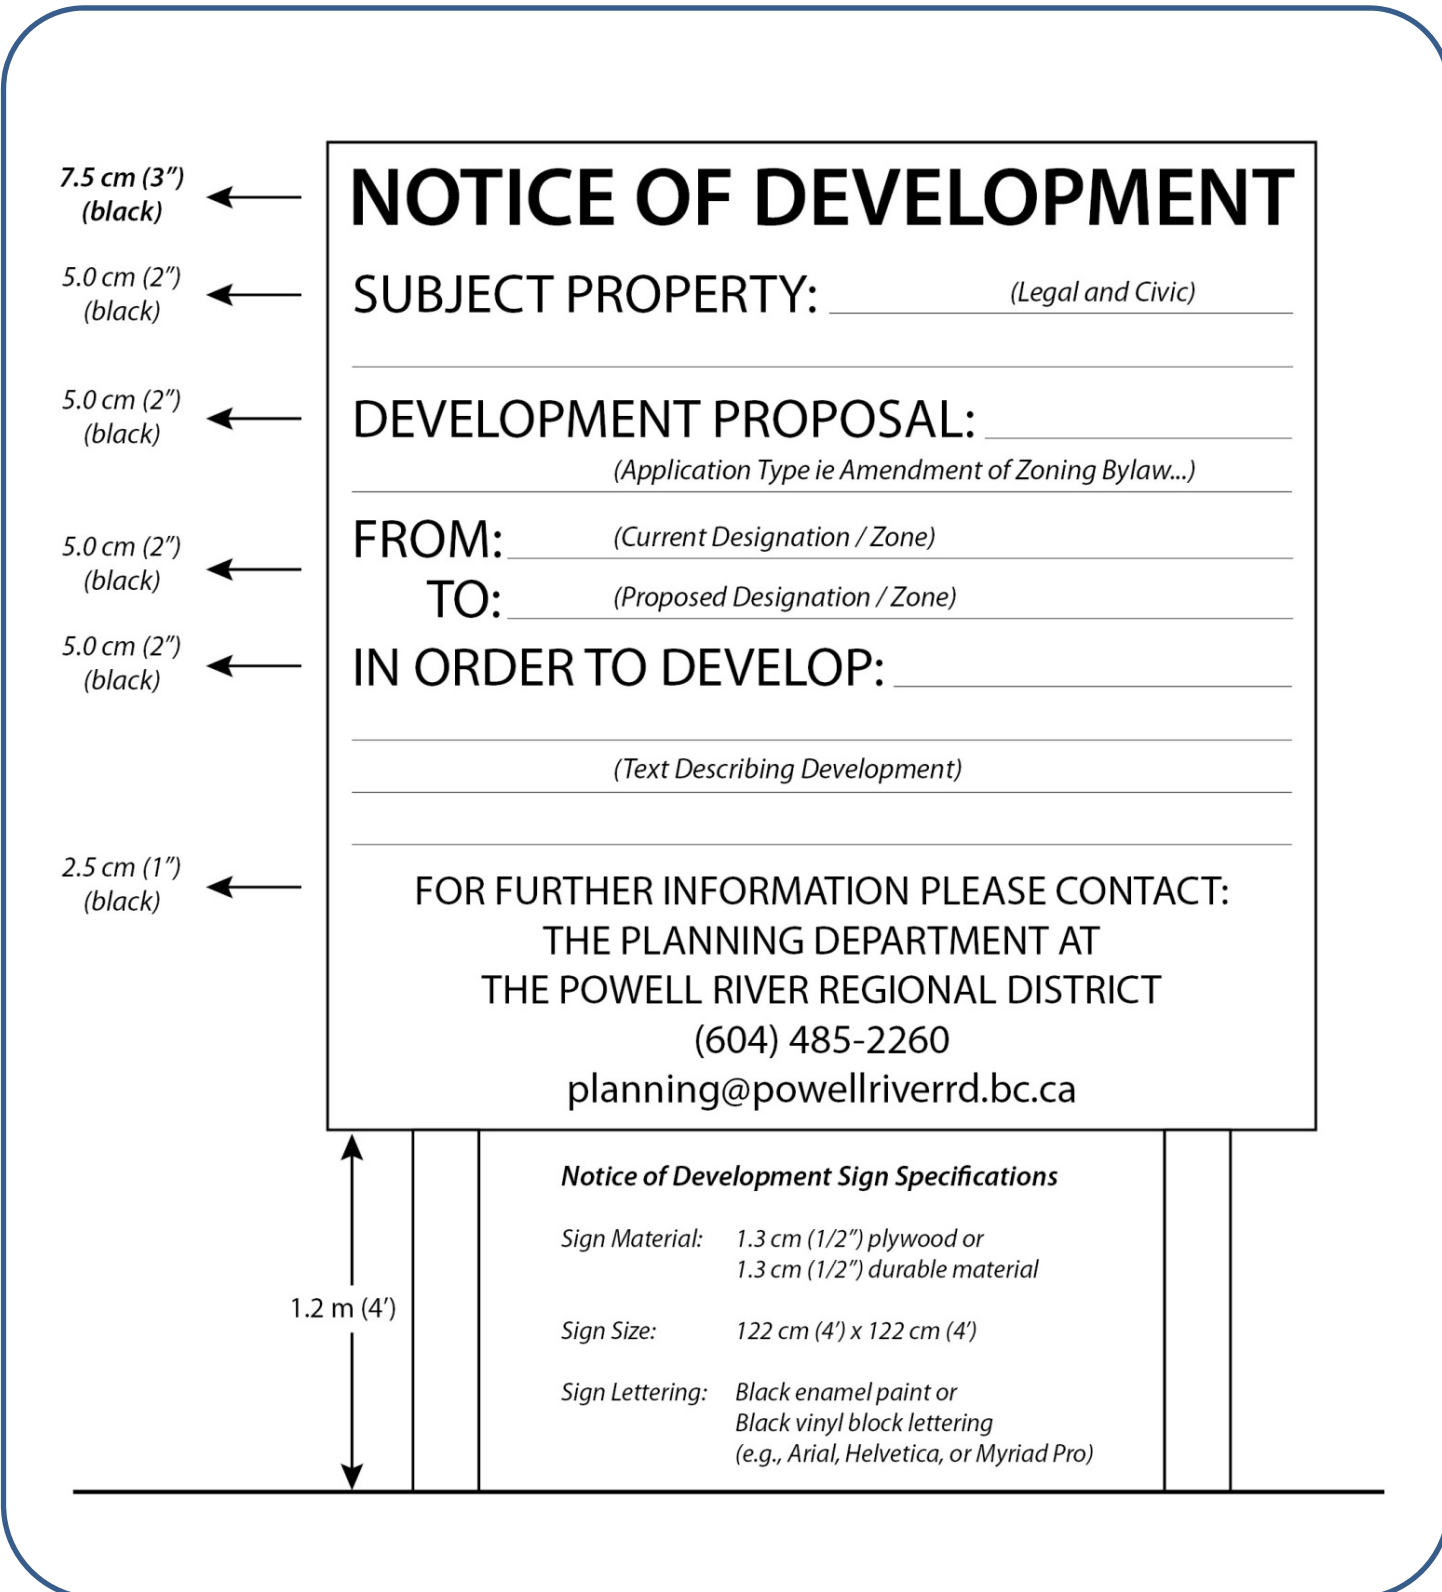 7.5 cm (3”)
(black)
NOTICE OF DEVELOPMENT
5.0 cm (2”)
(black)
SUBJECT PROPERTY:
(Legal and Civic)
5.0 cm (2”)
(black)
DEVELOPMENT PROPOSAL:
(Application Type ie Amendment of Zoning Bylaw...)
5.0 cm (2”)
(black)
FROM:
(Current Designation / Zone)
TO:
(Proposed Designation / Zone)
5.0 cm (2”)
(black)
IN ORDER TO DEVELOP:
(Text Describing Development)
2.5 cm (1”)
(black)
FOR FURTHER INFORMATION PLEASE CONTACT:
THE PLANNING DEPARTMENT AT
THE POWELL RIVER REGIONAL DISTRICT
(604) 485-2260
planning@powellriverrd.bc.ca
1.2 m (4’)
Notice of Development Sign Specifications
Sign Material: 1.3 cm (1/2”) plywood or
1.3 cm (1/2”) durable material
Sign Size: 122 cm (4’) x 122 cm (4’)
Sign Lettering: Black enamel paint or
Black vinyl block lettering
(e.g., Arial, Helvetica, or Myriad Pro)